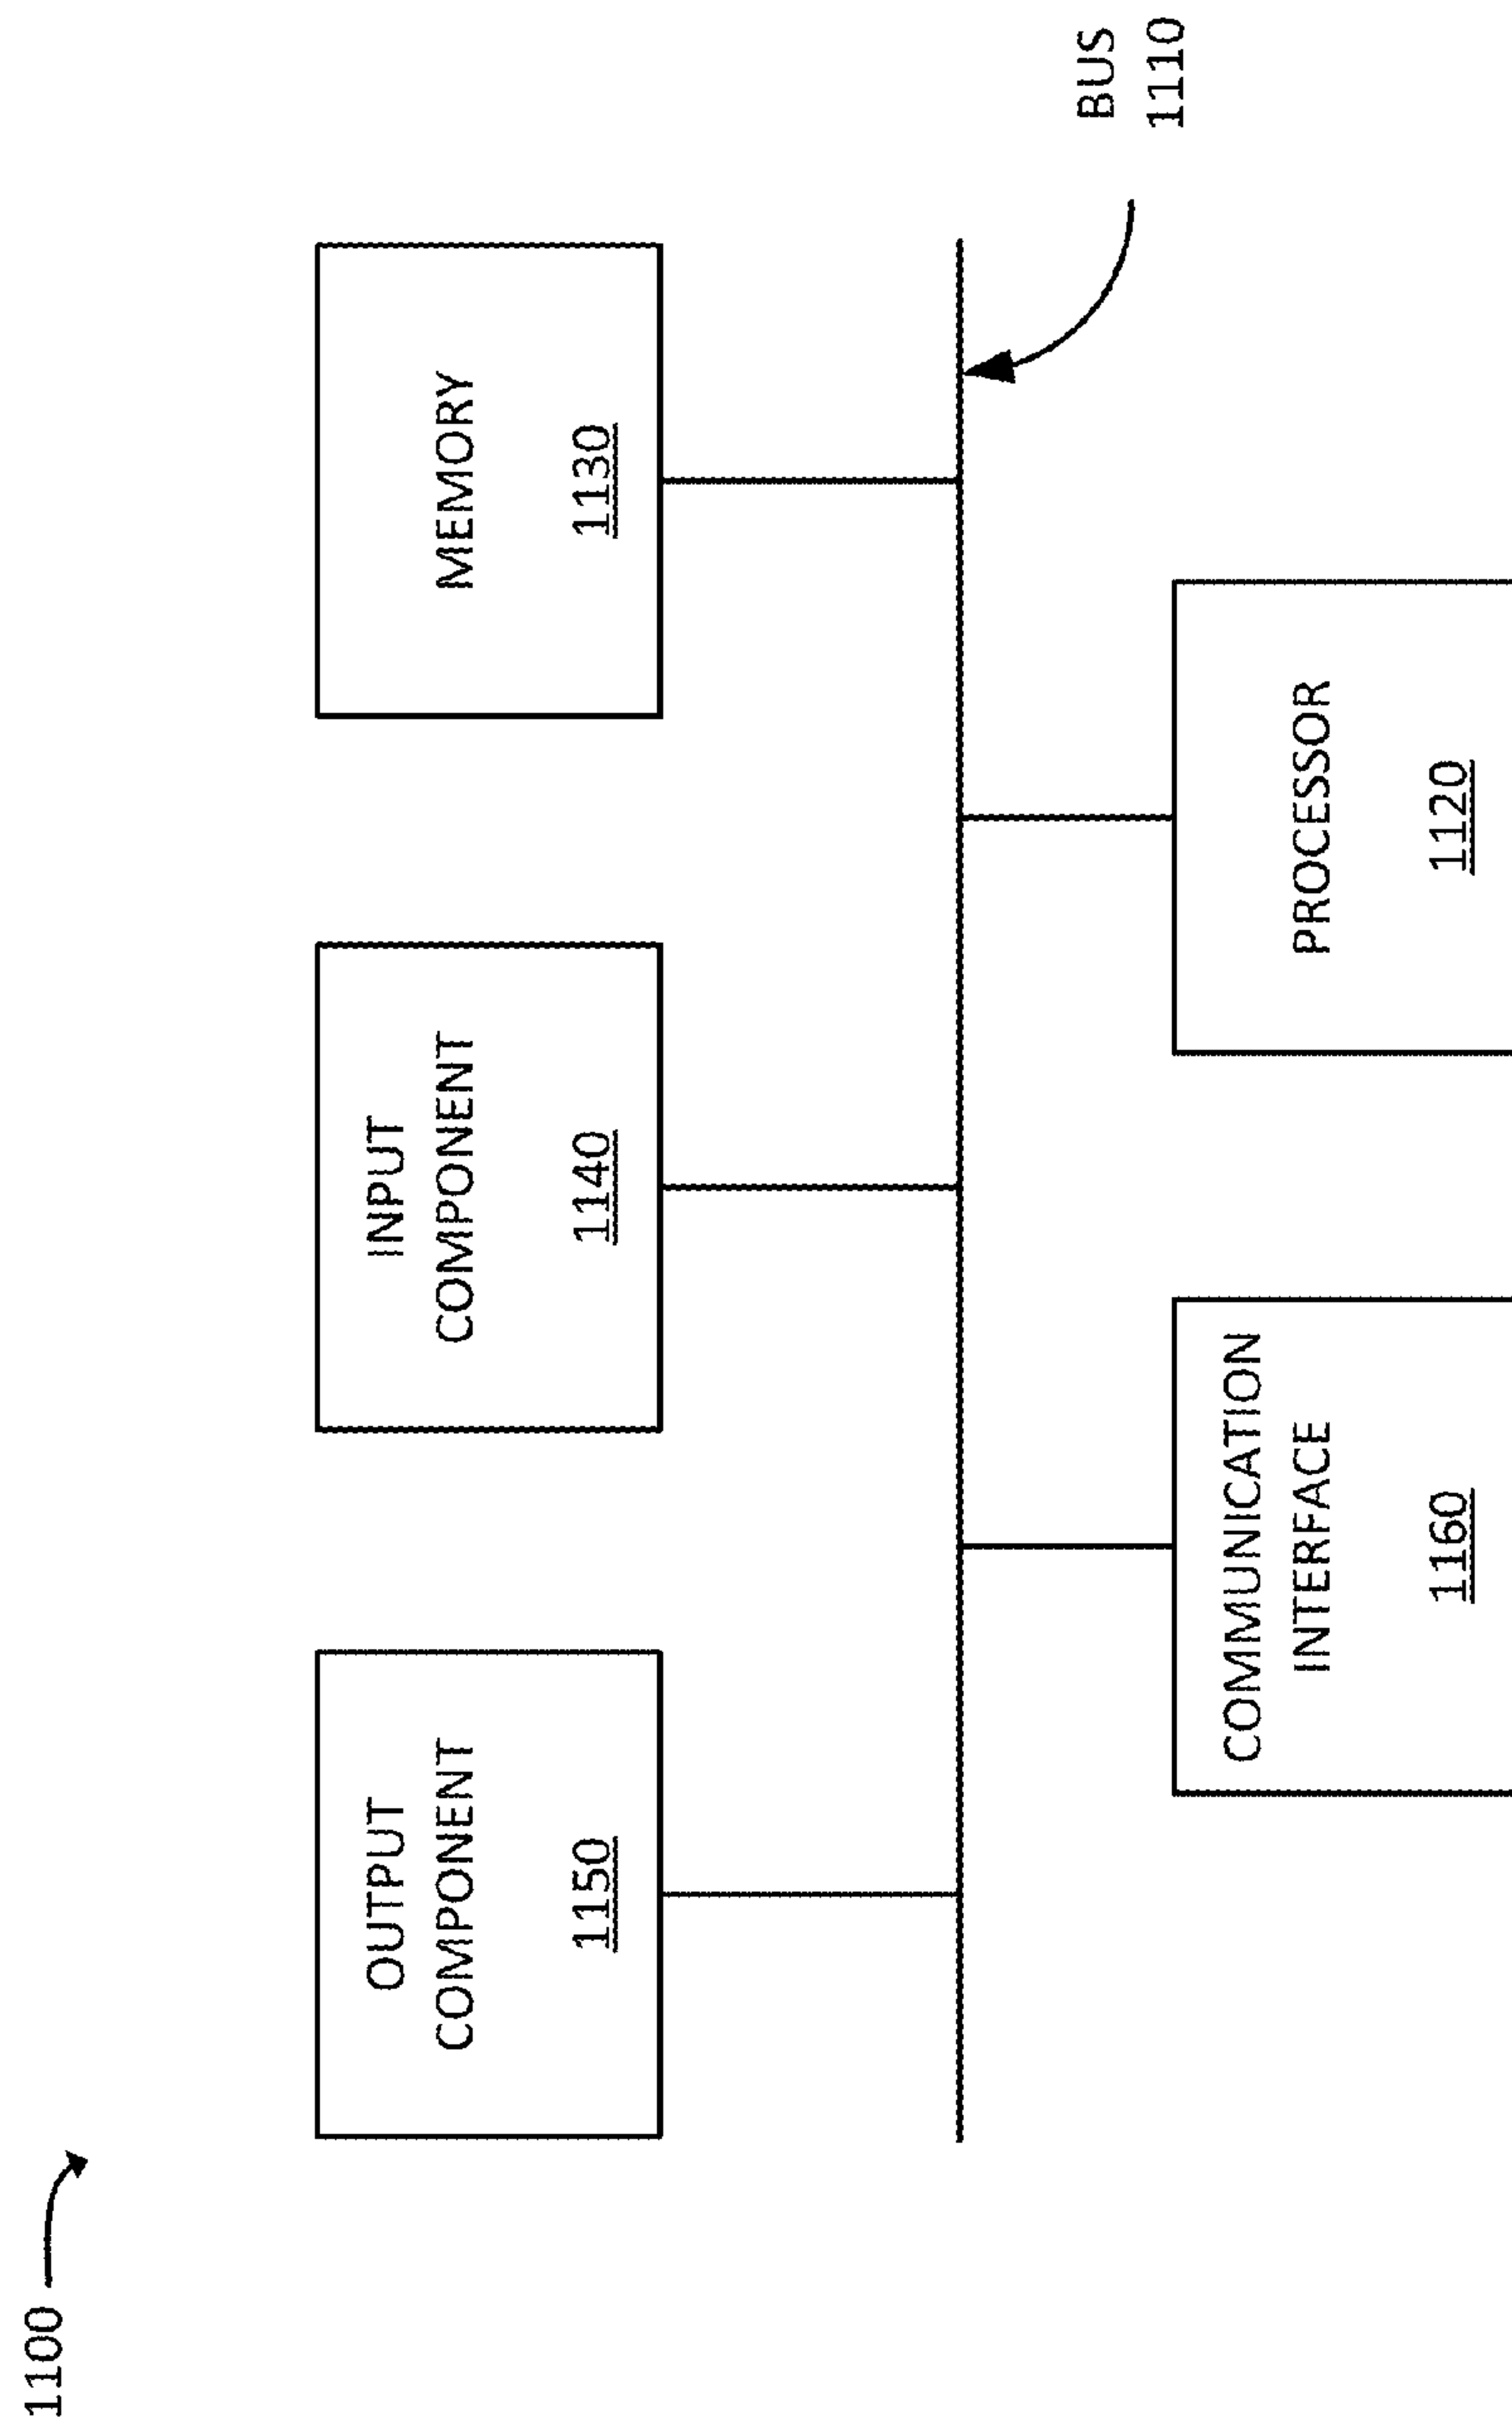 1100
OUTPUT
COMPONENT
1150
INPUT
COMPONENT
1140
MEMORY
1130
BUS
1110
COMMUNICATION
INTERFACE
1160
PROCESSOR
1120